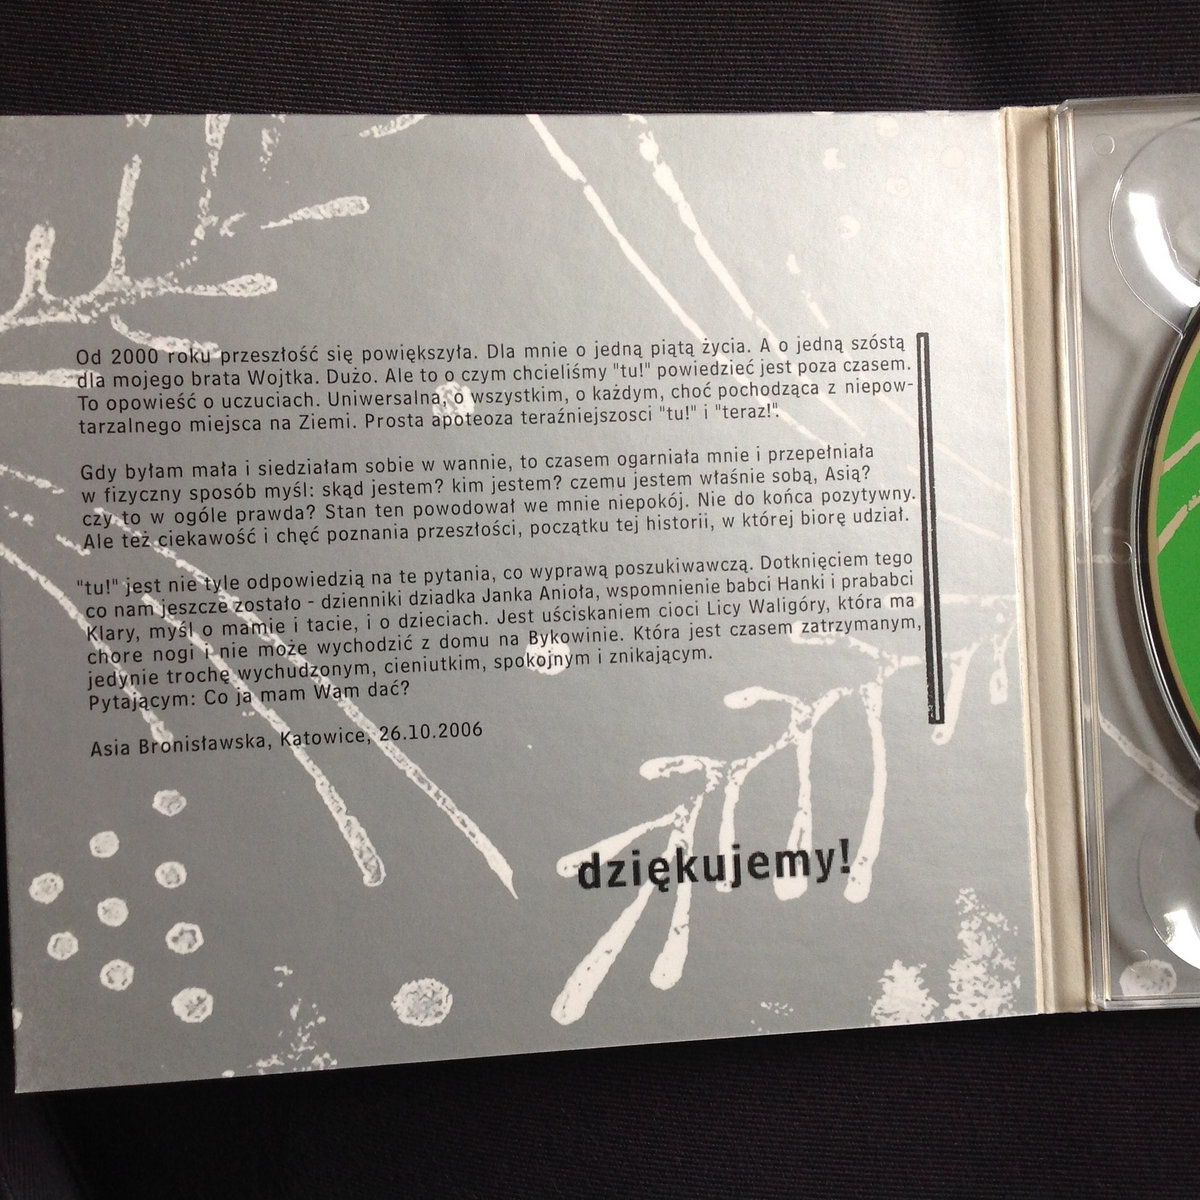 Od 2000 roku przeszłość się powiększyła. Dla mnie o jedną piątą życia. A o jedną szóstą
dla mojego brata Wojtka. Dużo. Ale to o czym chcieliśmy "tu!" powiedzieć jest poza czasem.
To opowieść o uczuciach. Uniwersalna, o wszystkim, o każdym, choć pochodząca z niepow-
tarzalnego miejsca na Ziemi. Prosta apoteoza teraźniejszosci "tu!" i "teraz!".
Gdy byłam mała i siedziałam sobie w wannie, to czasem ogarniała mnie i przepełniała
w fizyczny sposób myśl: skąd jestem? kim jestem? czemu jestem właśnie sobą, Asią?
czy to w ogóle prawda? Stan ten powodował we mnie niepokój. Nie do końca pozytywny.
Ale też ciekawość i chęć poznania przeszłości, początku tej historii, w której biorę udział.
"tu!" jest nie tyle odpowiedzią na te pytania, co wyprawą poszukiwawczą. Dotknięciem tego
co nam jeszcze zostało - dzienniki dziadka Janka Anioła, wspomnienie babci Hanki i prababci
Klary, myśl o mamie i tacie, i o dzieciach. Jest uściskaniem cioci Licy Waligóry, która ma
chore nogi i nie może wychodzić z domu na Bykowinie. Która jest czasem zatrzymanym,
jedynie trochę wychudzonym, cieniutkim, spokojnym i znikającym.
Pytającym: Co ja mam Wam dać?
Asia Bronisławska, Katowice, 26.10.2006
dziękujemy!